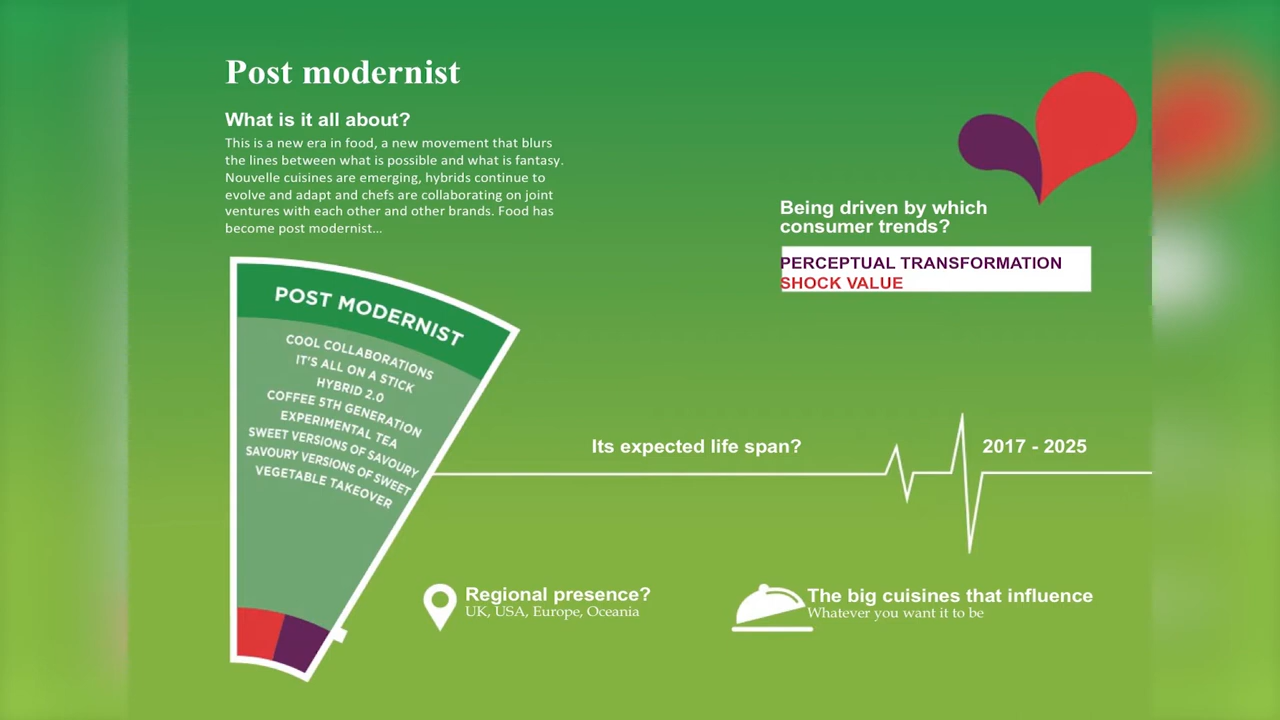 Post modernist
What is it all about?
This is a new era in food, a new movement that blurs
the lines between what is possible and what is fantasy.
Nouvelle cuisines are emerging, hybrids continue to
evolve and adapt and chefs are collaborating on joint
ventures with each other and other brands. Food has
become post modernist...
Being driven by which
consumer trends?
PERCEPTUAL TRANSFORMATION
SHOCK VALUE
POST MODERNIST
COOL COLLABORATIONS
IT'S ALL ON A STICK
HYBRID 2.0
COFFEE 5TH GENERATION
EXPERIMENTAL TEA
SWEET VERSIONS OF SAVOURY
SAVOURY VERSIONS OF SWEET
VEGETABLE TAKEOVER
Its expected life span?
2017 - 2025
Regional presence?
UK, USA, Europe, Oceania
The big cuisines that influence
Whatever you want it to be